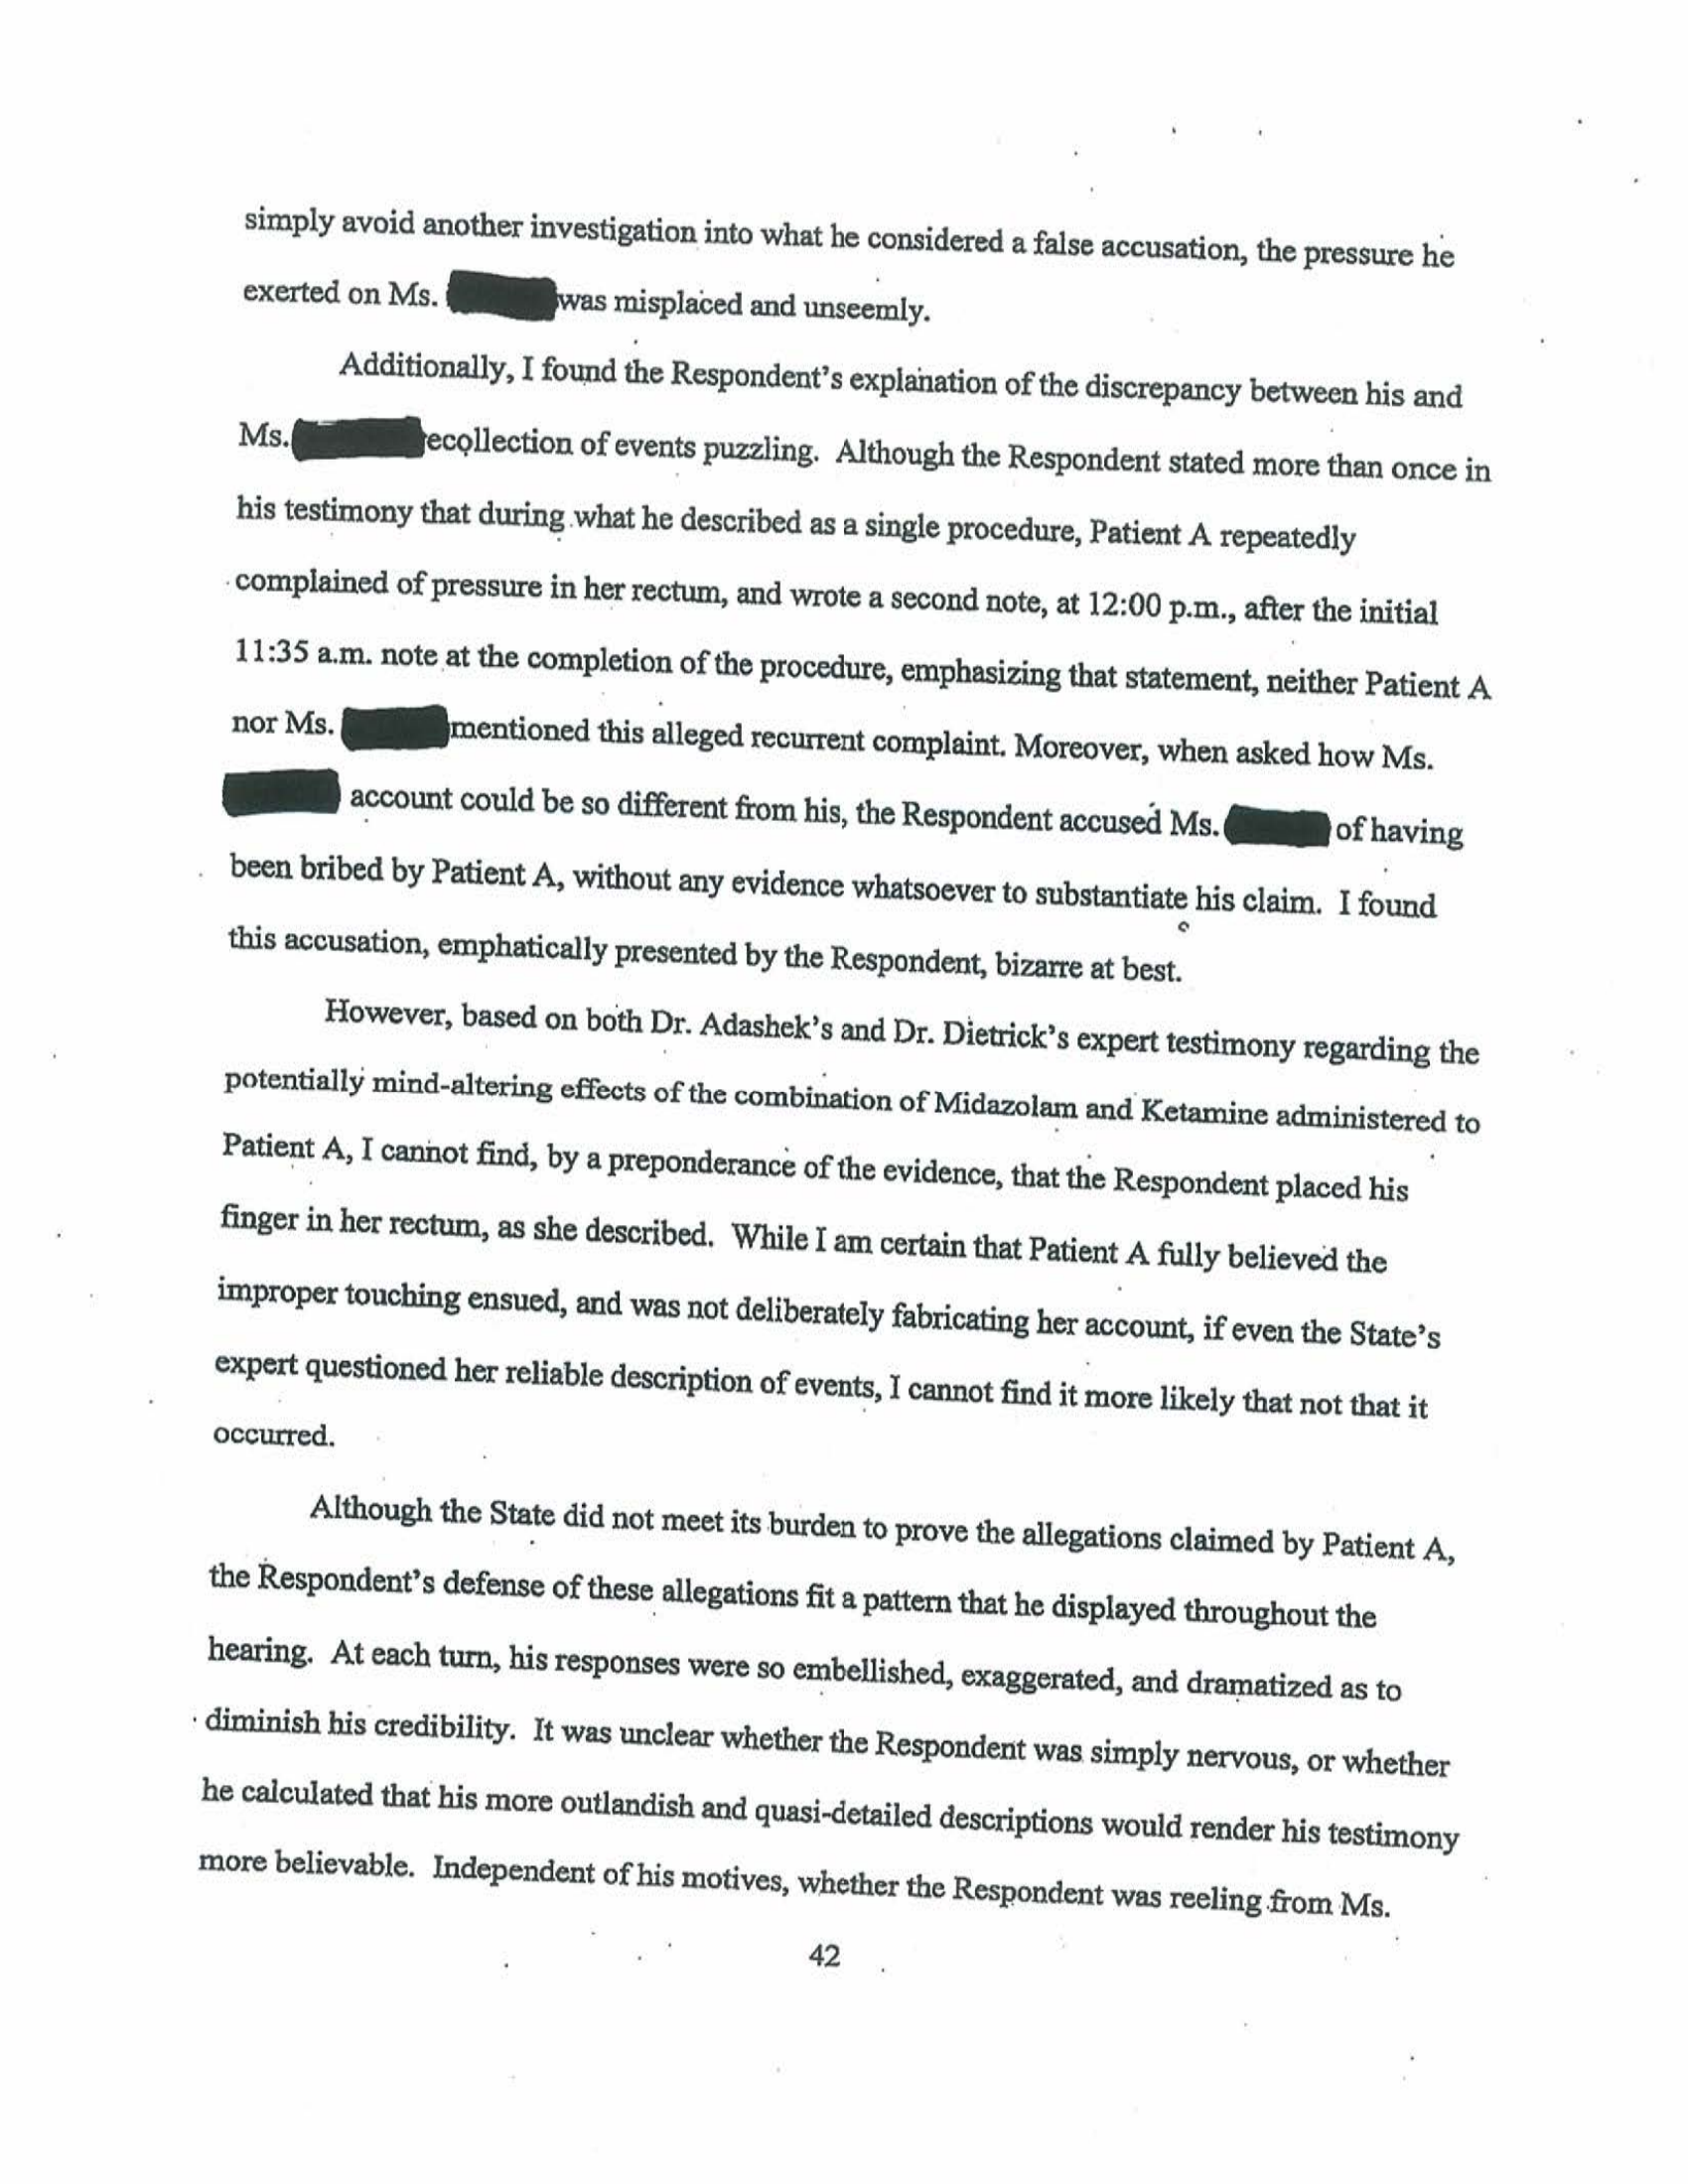 simply avoid another investigation into what he considered a false accusation, the pressure he
exerted on Ms. was misplaced and unseemly.
Additionally, I found the Respondent's explanation of the discrepancy between his and
Ms. ecollection of events puzzling. Although the Respondent stated more than once in
his testimony that during what he described as a single procedure, Patient A repeatedly
complained of pressure in her rectum, and wrote a second note, at 12:00 p.m., after the initial
11:35 a.m. note at the completion of the procedure, emphasizing that statement, neither Patient A
nor Ms. mentioned this alleged recurrent complaint. Moreover, when asked how Ms.
account could be so different from his, the Respondent accused Ms. of having
been bribed by Patient A, without any evidence whatsoever to substantiate his claim. I found
this accusation, emphatically presented by the Respondent, bizarre at best.
However, based on both Dr. Adashek's and Dr. Dietrick's expert testimony regarding the
potentially mind-altering effects of the combination of Midazolam and Ketamine administered to
Patient A, I cannot find, by a preponderance of the evidence, that the Respondent placed his
finger in her rectum, as she described. While I am certain that Patient A fully believed the
improper touching ensued, and was not deliberately fabricating her account, if even the State's
expert questioned her reliable description of events, I cannot find it more likely that not that it
occurred.
Although the State did not meet its burden to prove the allegations claimed by Patient A,
the Respondent's defense of these allegations fit a pattern that he displayed throughout the
hearing. At each turn, his responses were so embellished, exaggerated, and dramatized as to
diminish his credibility. It was unclear whether the Respondent was simply nervous, or whether
he calculated that his more outlandish and quasi-detailed descriptions would render his testimony
more believable. Independent of his motives, whether the Respondent was reeling from Ms.
42